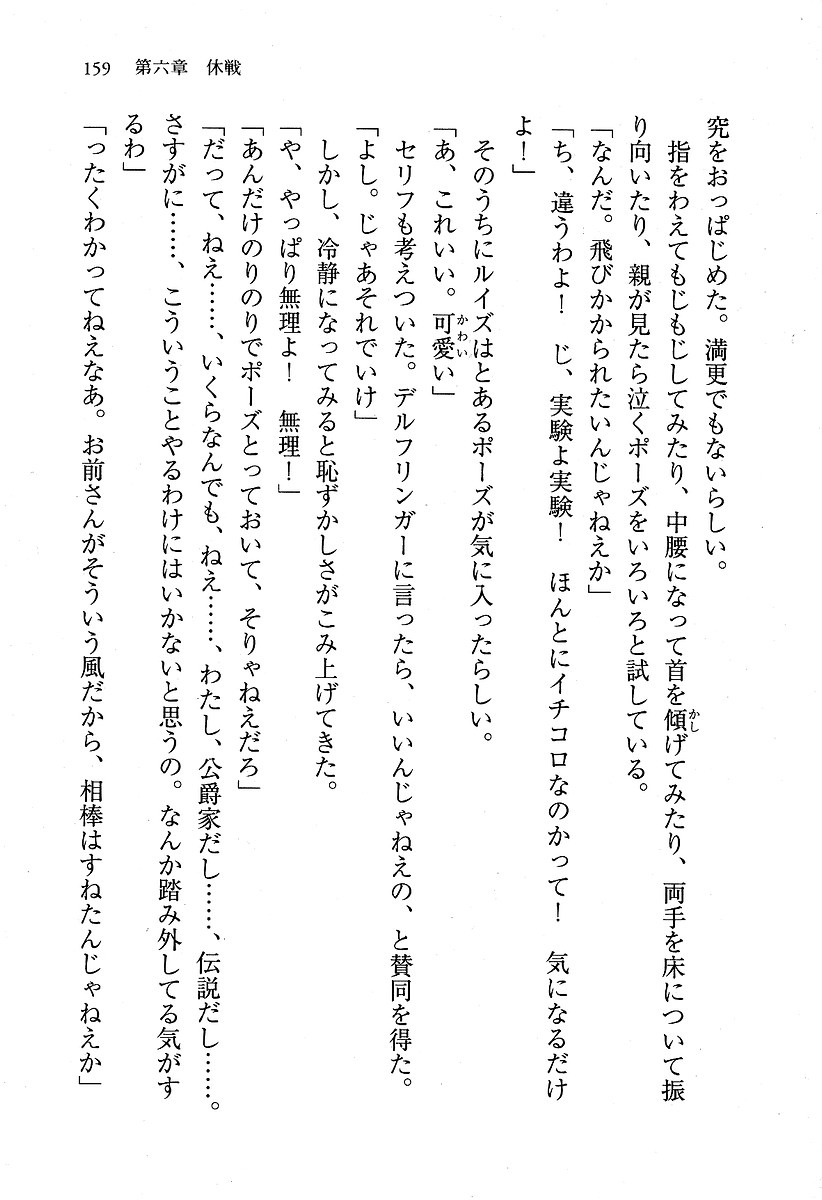 159　第六章　休戦
究をおっぱじめた。満更でもないらしい。
　指をわえてもじもじしてみたり、中腰になって首を傾げてみたり、両手を床について振
り向いたり、親が見たら泣くポーズをいろいろと試している。
「なんだ。飛びかかられたいんじゃねえか」
「ち、違うわよ！　じ、実験よ実験！　ほんとにイチコロなのかって！　気になるだけ
よ！」
　そのうちにルイズはとあるポーズが気に入ったらしい。
「あ、これいい。可愛い」
　セリフも考えついた。デルフリンガーに言ったら、いいんじゃねえの、と賛同を得た。
「よし。じゃあそれでいけ」
　しかし、冷静になってみると恥ずかしさがこみ上げてきた。
「や、やっぱり無理よ！　無理！」
「あんだけのりのりでポーズとっておいて、そりゃねえだろ」
「だって、ねえ……、いくらなんでも、ねえ……、わたし、公爵家だし……、伝説だし……。
さすがに……、こういうことやるわけにはいかないと思うの。なんか踏み外してる気がす
るわ」
「ったくわかってねえなあ。お前さんがそういう風だから、相棒はすねたんじゃねえか」